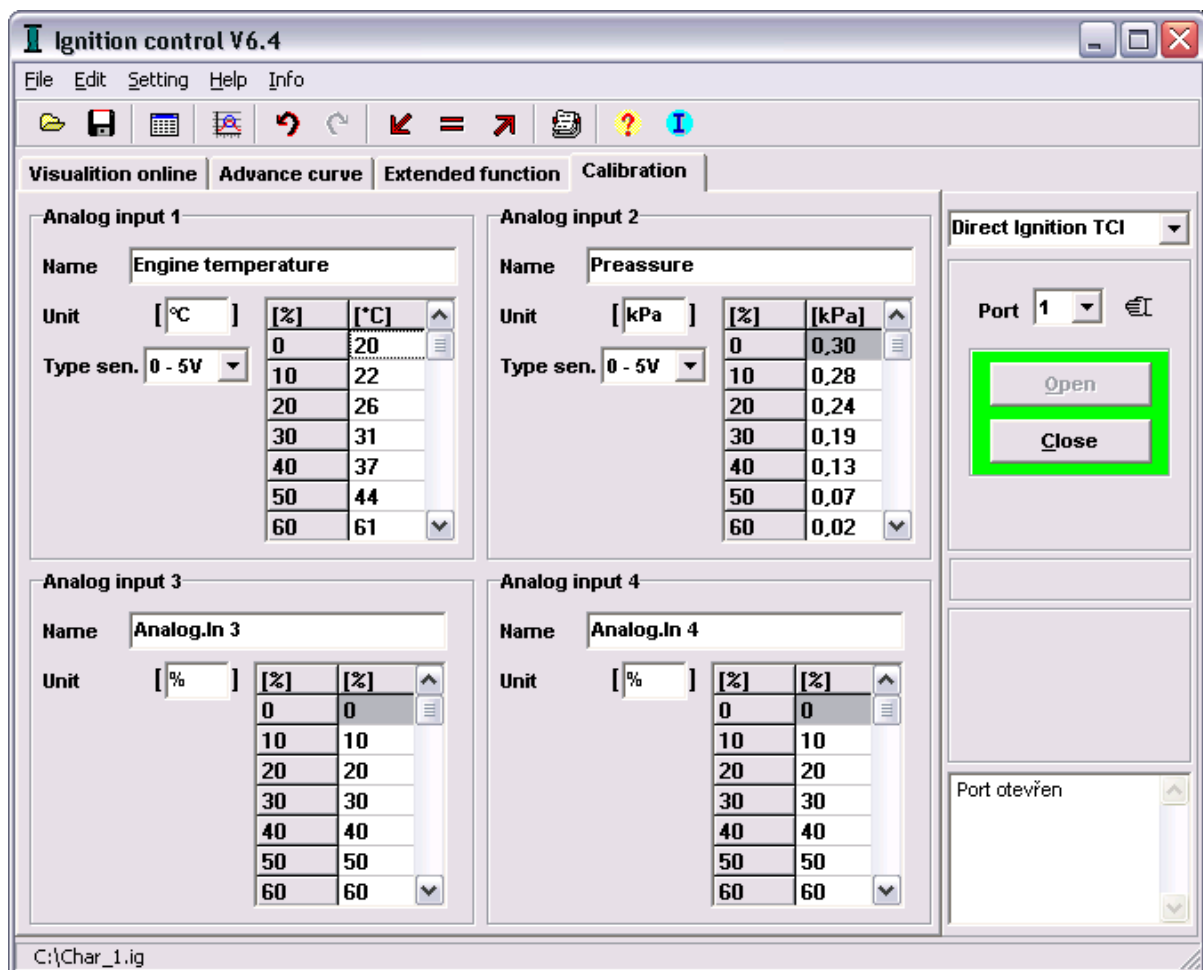 Ignition control V6.4
File Edit Setting Help Info
Visualition online Advance curve Extended function Calibration
Analog input 1
Name Engine temperature
Unit [ °C ]
Type sen. 0 - 5V
[%] [°C]
0 20
10 22
20 26
30 31
40 37
50 44
60 61
Analog input 2
Name Preassure
Unit [ kPa ]
Type sen. 0 - 5V
[%] [kPa]
0 0,30
10 0,28
20 0,24
30 0,19
40 0,13
50 0,07
60 0,02
Analog input 3
Name Analog.In 3
Unit [ % ]
[%] [%]
0 0
10 10
20 20
30 30
40 40
50 50
60 60
Analog input 4
Name Analog.In 4
Unit [ % ]
[%] [%]
0 0
10 10
20 20
30 30
40 40
50 50
60 60
Direct Ignition TCI
Port 1
Open
Close
Port otevřen
C:\Char_1.ig